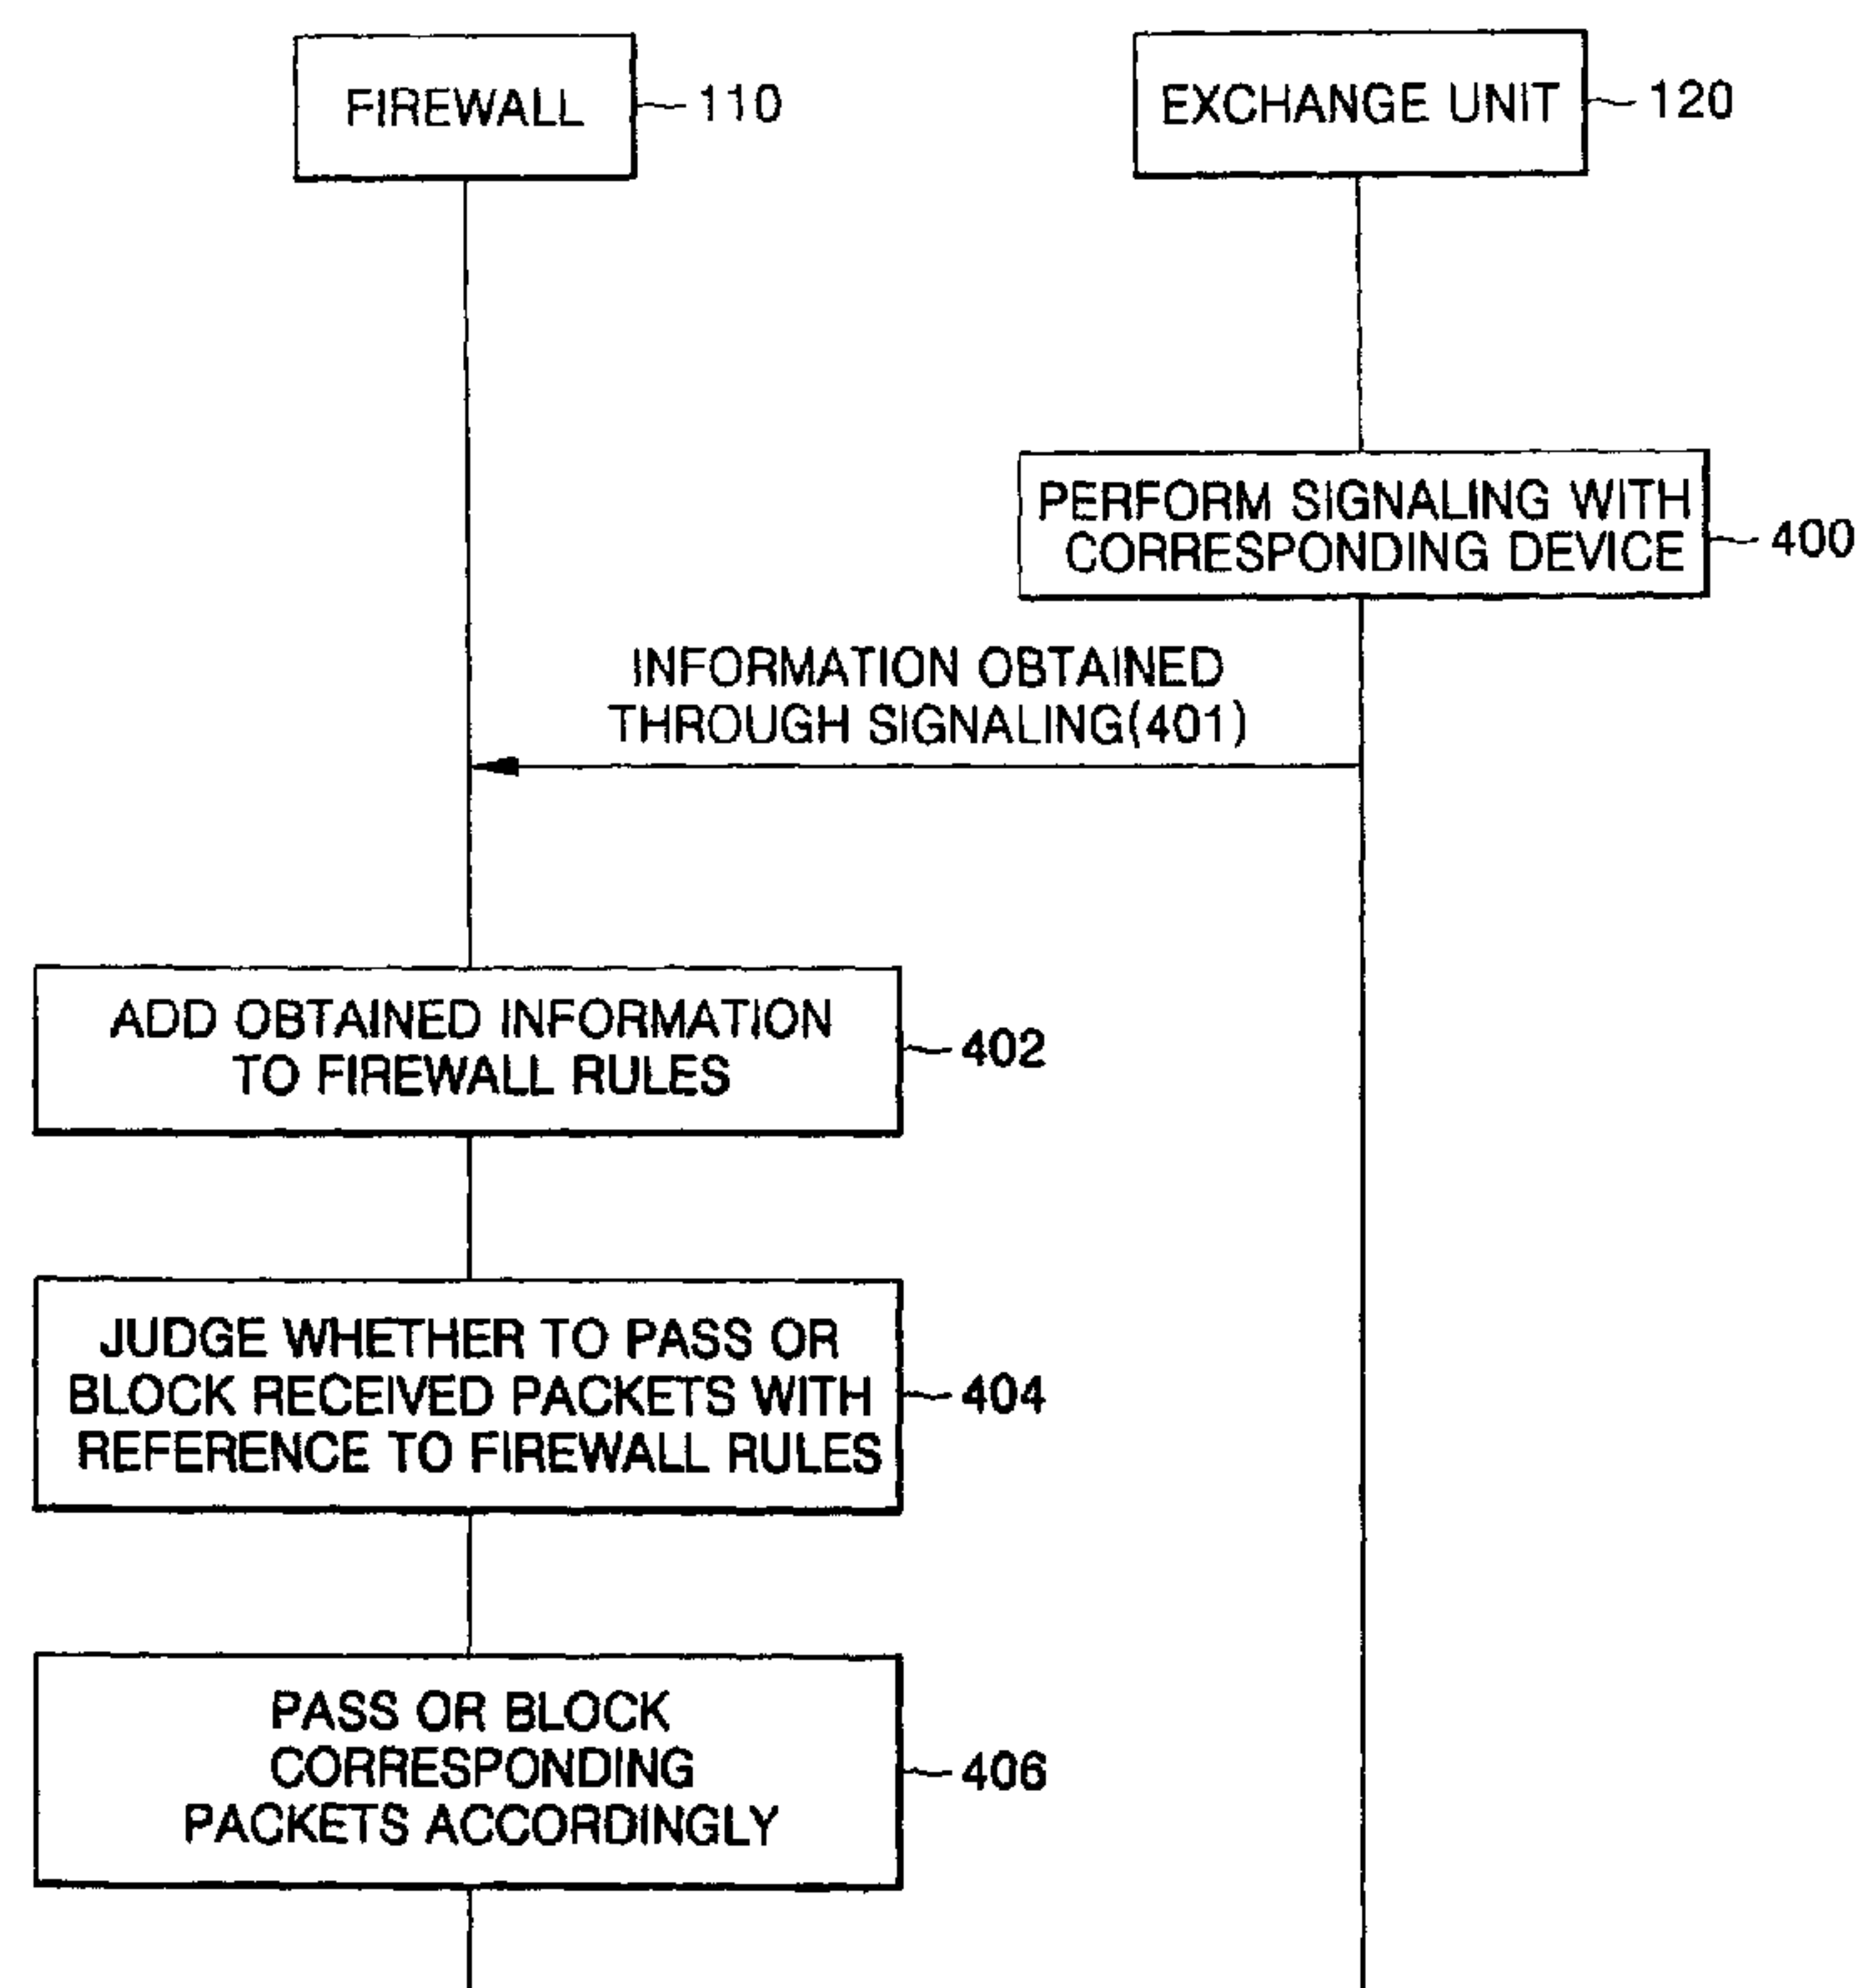 FIREWALL
110
EXCHANGE UNIT
120
PERFORM SIGNALING WITH
CORRESPONDING DEVICE
400
INFORMATION OBTAINED
THROUGH SIGNALING(401)
ADD OBTAINED INFORMATION
TO FIREWALL RULES
402
JUDGE WHETHER TO PASS OR
BLOCK RECEIVED PACKETS WITH
REFERENCE TO FIREWALL RULES
404
PASS OR BLOCK
CORRESPONDING
PACKETS ACCORDINGLY
406